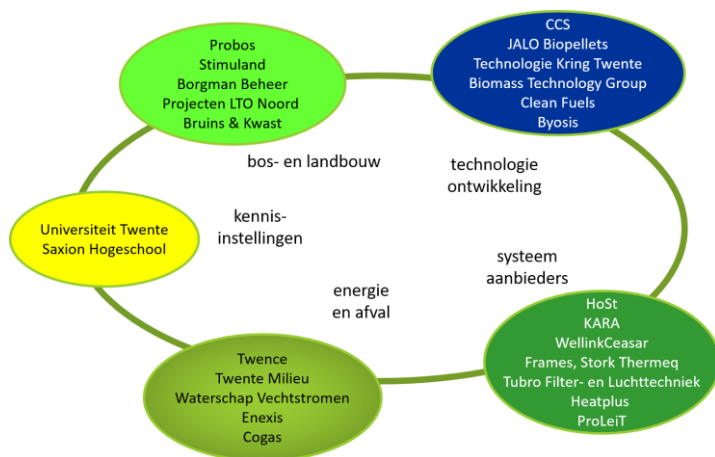 Probos
Stimuland
Borgman Beheer
Projecten LTO Noord
Bruins & Kwast
CCS
JALO Biopellets
Technologie Kring Twente
Biomass Technology Group
Clean Fuels
Byosis
bos- en landbouw
technologie
ontwikkeling
Universiteit Twente
Saxion Hogeschool
kennis-
instellingen
systeem
aanbieders
energie
en afval
Twence
Twente Milieu
Waterschap Vechtstromen
Enexis
Cogas
HoSt
KARA
WellinkCeasar
Frames, Stork Thermeq
Tubro Filter- en Luchttechniek
Heatplus
ProLeiT